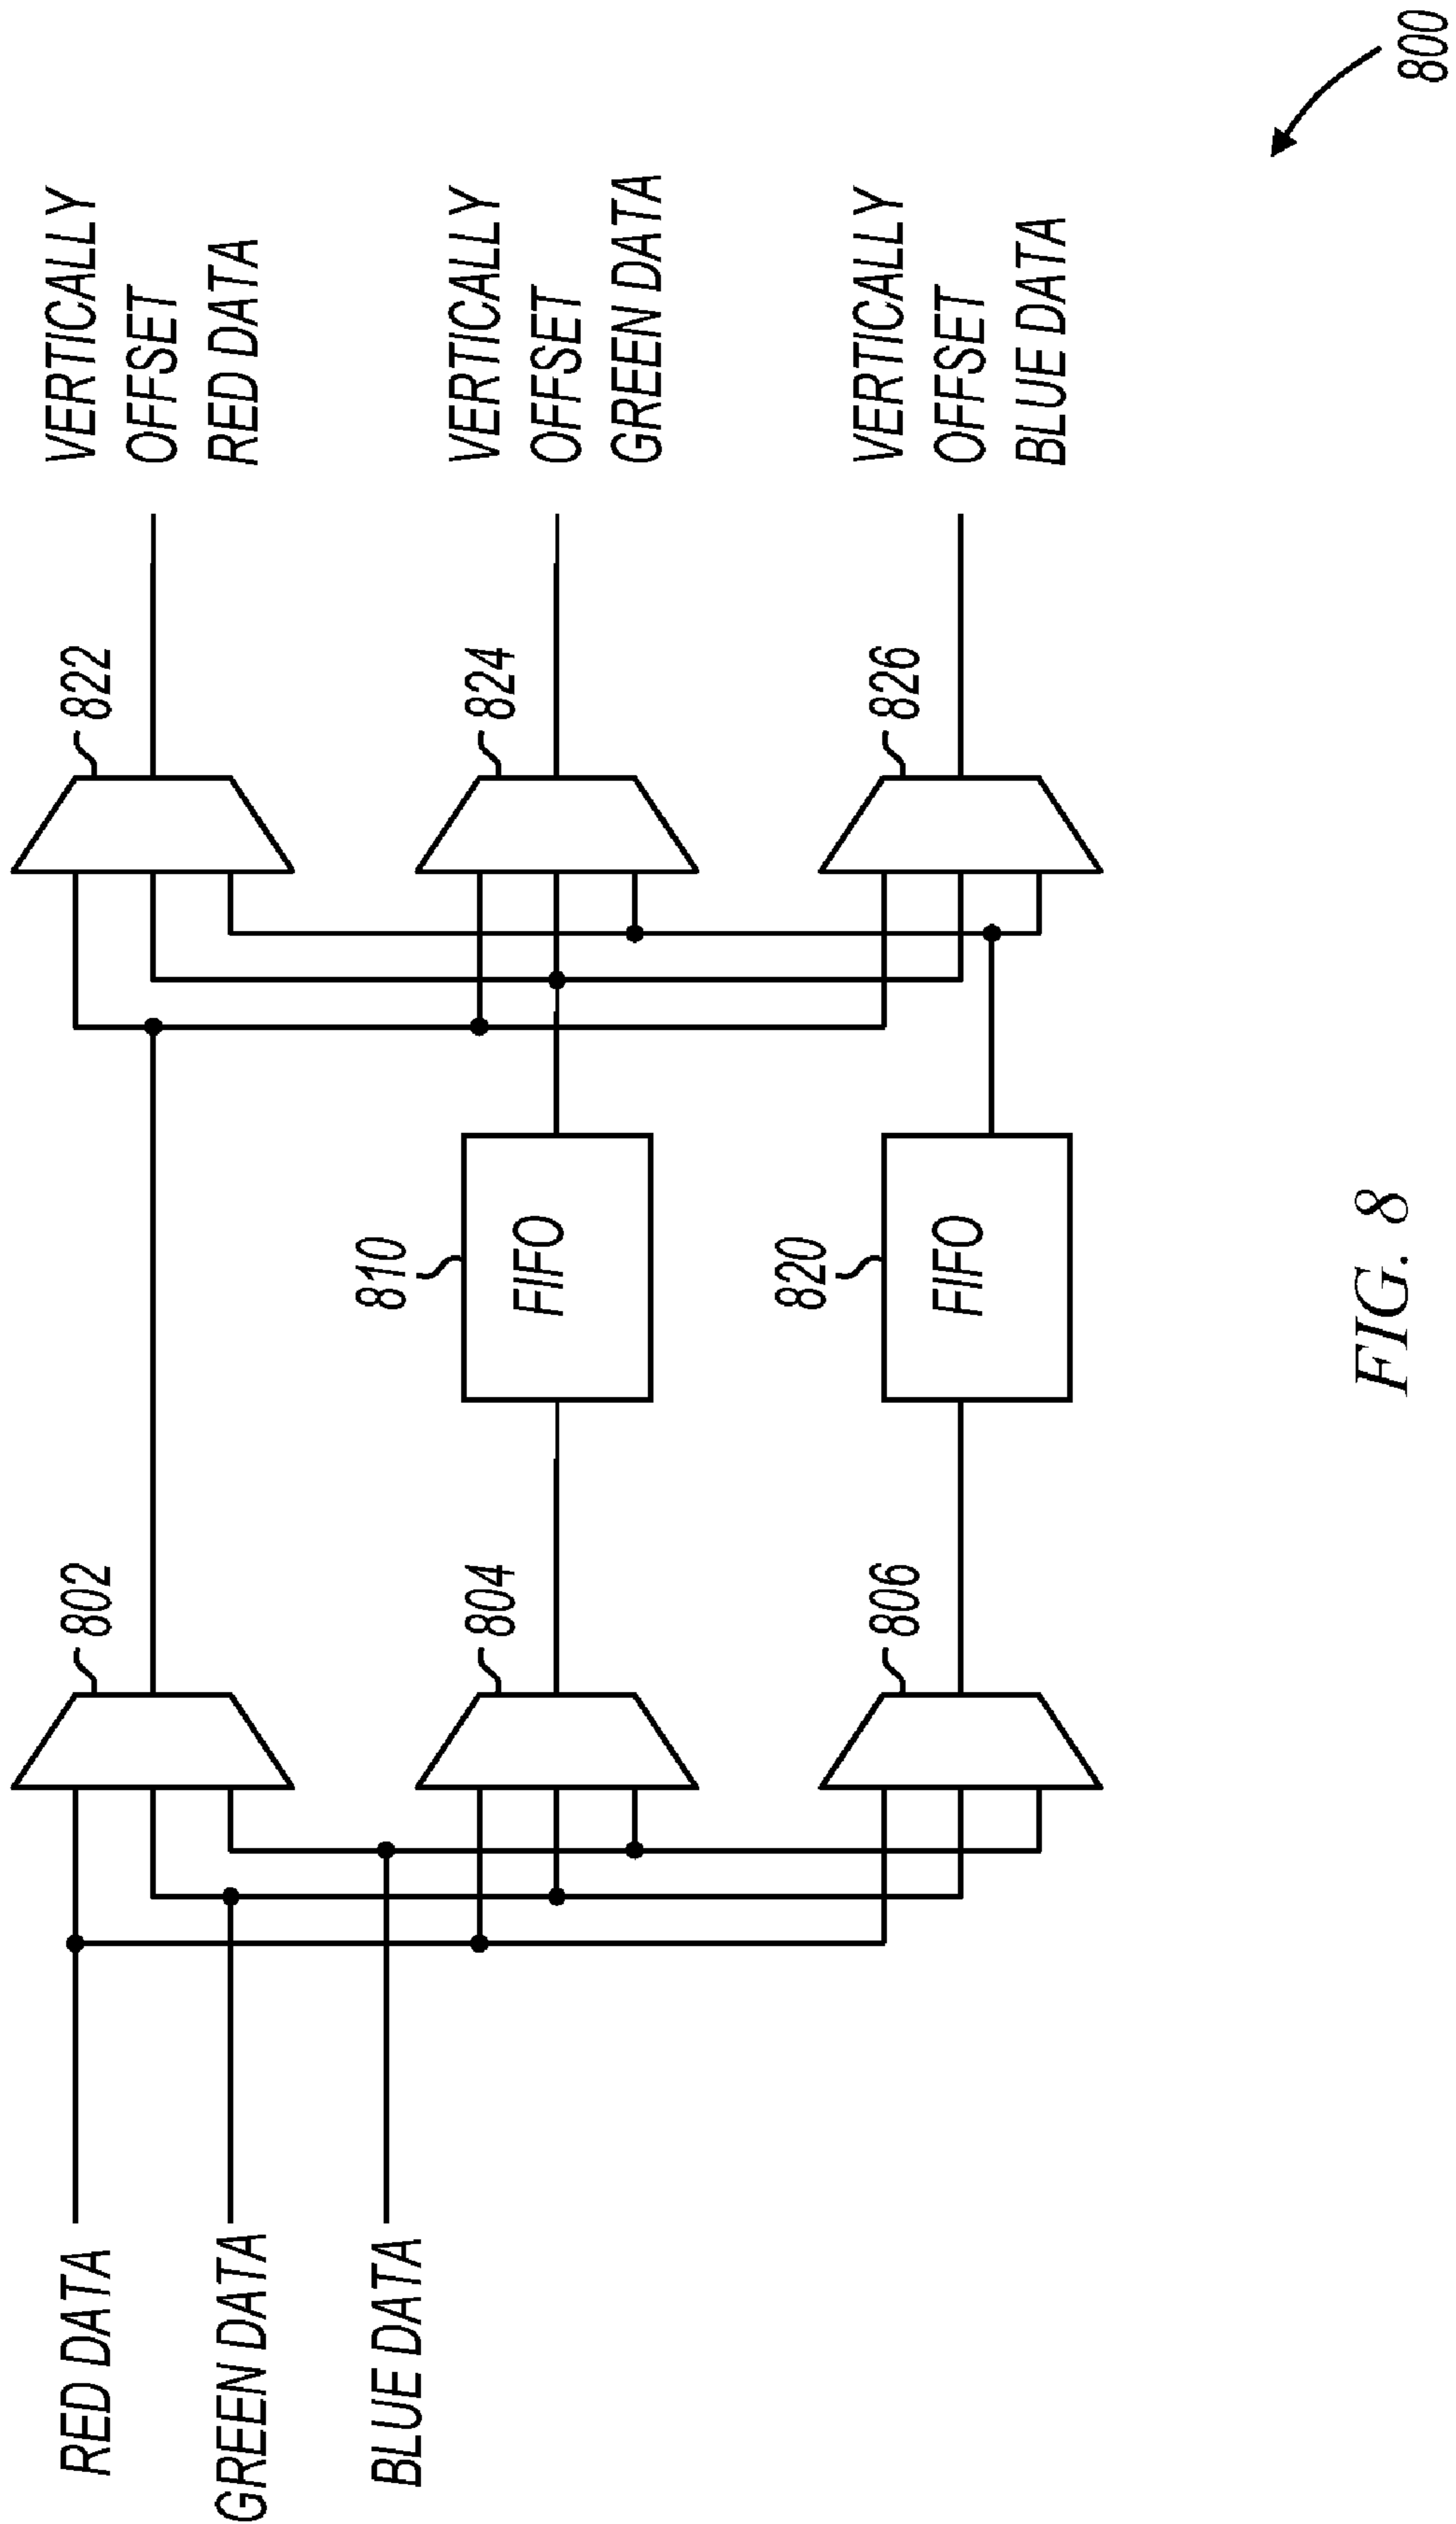 800
RED DATA
GREEN DATA
BLUE DATA
802
804
806
810
FIFO
820
FIFO
822
824
826
VERTICALLY
OFFSET
RED DATA
VERTICALLY
OFFSET
GREEN DATA
VERTICALLY
OFFSET
BLUE DATA
FIG. 8